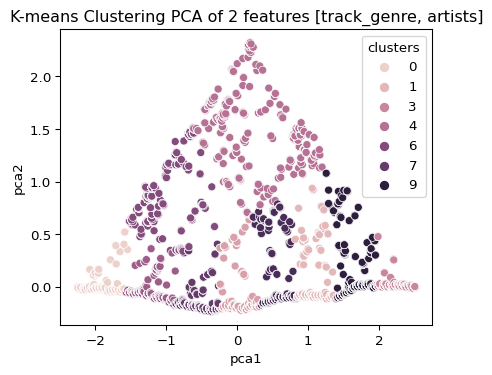 K-means Clustering PCA of 2 features [track_genre, artists]
clusters
0
1
3
4
6
7
9
pca2
2.0
1.5
1.0
0.5
0.0
−2 −1 0 1 2
pca1